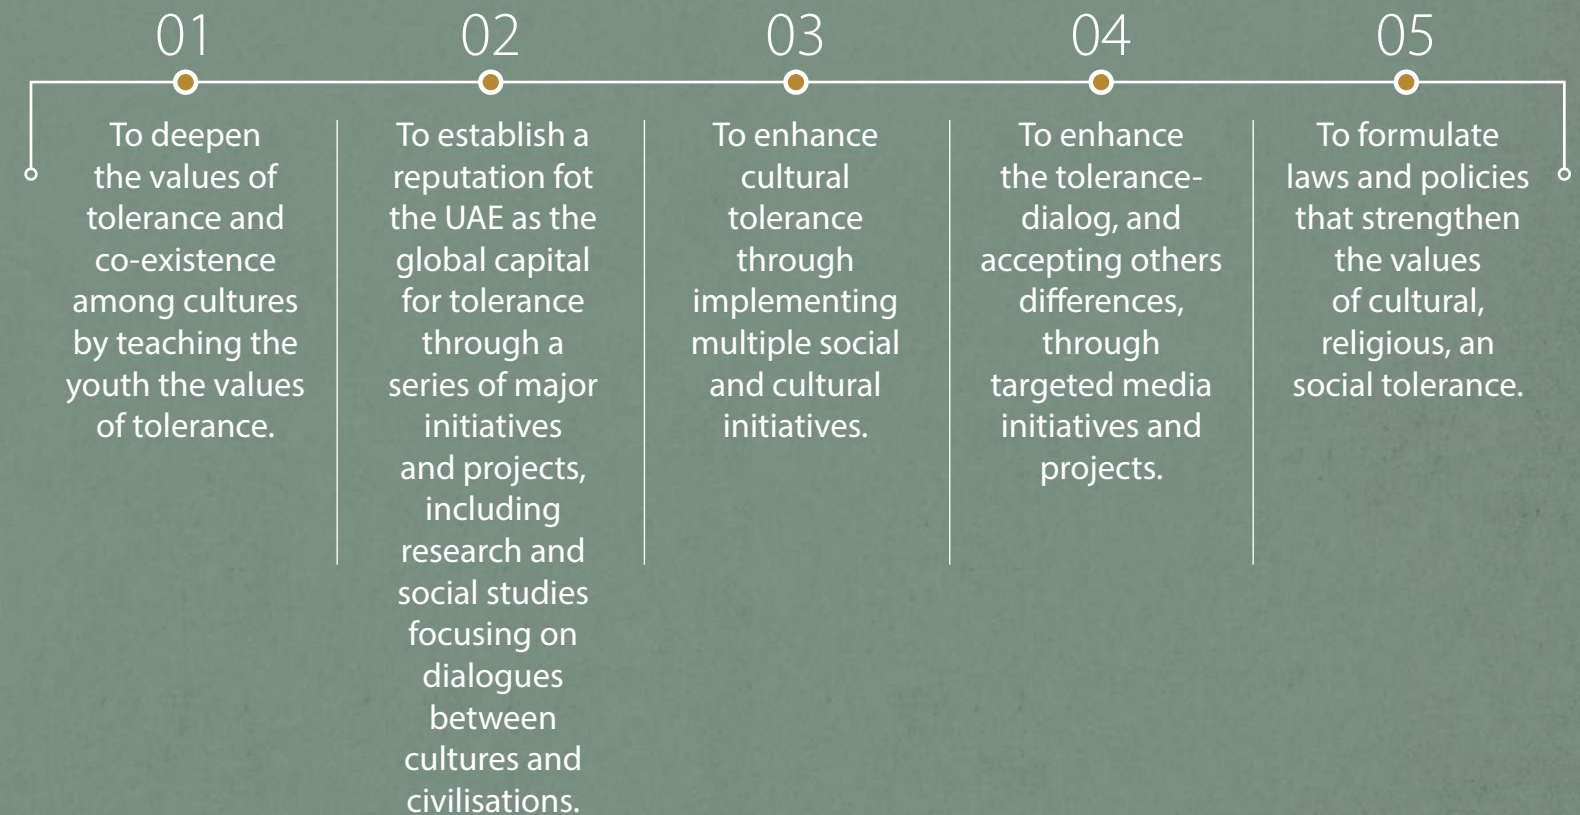 01
To deepen
the values of
tolerance and
co-existence
among cultures
by teaching the
youth the values
of tolerance.
02
To establish a
reputation fot
the UAE as the
global capital
for tolerance
through a
series of major
initiatives
and projects,
including
research and
social studies
focusing on
dialogues
between
cultures and
civilisations.
03
To enhance
cultural
tolerance
through
implementing
multiple social
and cultural
initiatives.
04
To enhance
the tolerance-
dialog, and
accepting others
differences,
through
targeted media
initiatives and
projects.
05
To formulate
laws and policies
that strengthen
the values
of cultural,
religious, an
social tolerance.